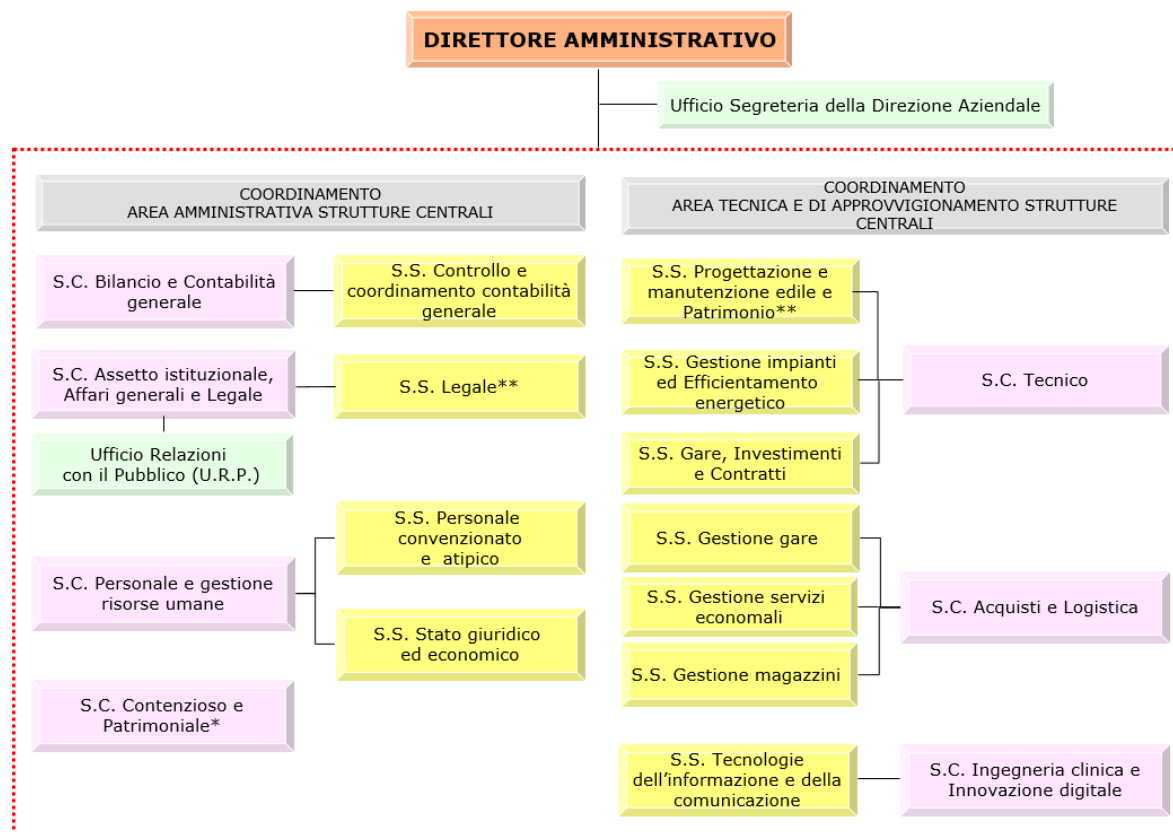 DIRETTORE AMMINISTRATIVO
Ufficio Segreteria della Direzione Aziendale
COORDINAMENTO
AREA AMMINISTRATIVA STRUTTURE CENTRALI
S.C. Bilancio e Contabilità
generale
S.S. Controllo e
coordinamento contabilità
generale
S.C. Assetto istituzionale,
Affari generali e Legale
S.S. Legale**
Ufficio Relazioni
con il Pubblico (U.R.P.)
S.C. Personale e gestione
risorse umane
S.S. Personale
convenzionato
e atipico
S.S. Stato giuridico
ed economico
S.C. Contenzioso e
Patrimoniale*
COORDINAMENTO
AREA TECNICA E DI APPROVVIGIONAMENTO STRUTTURE
CENTRALI
S.S. Progettazione e
manutenzione edile e
Patrimonio**
S.S. Gestione impianti
ed Efficientamento
energetico
S.S. Gare, Investimenti
e Contratti
S.C. Tecnico
S.S. Gestione gare
S.S. Gestione servizi
economali
S.S. Gestione magazzini
S.C. Acquisti e Logistica
S.S. Tecnologie
dell'informazione e della
comunicazione
S.C. Ingegneria clinica e
Innovazione digitale